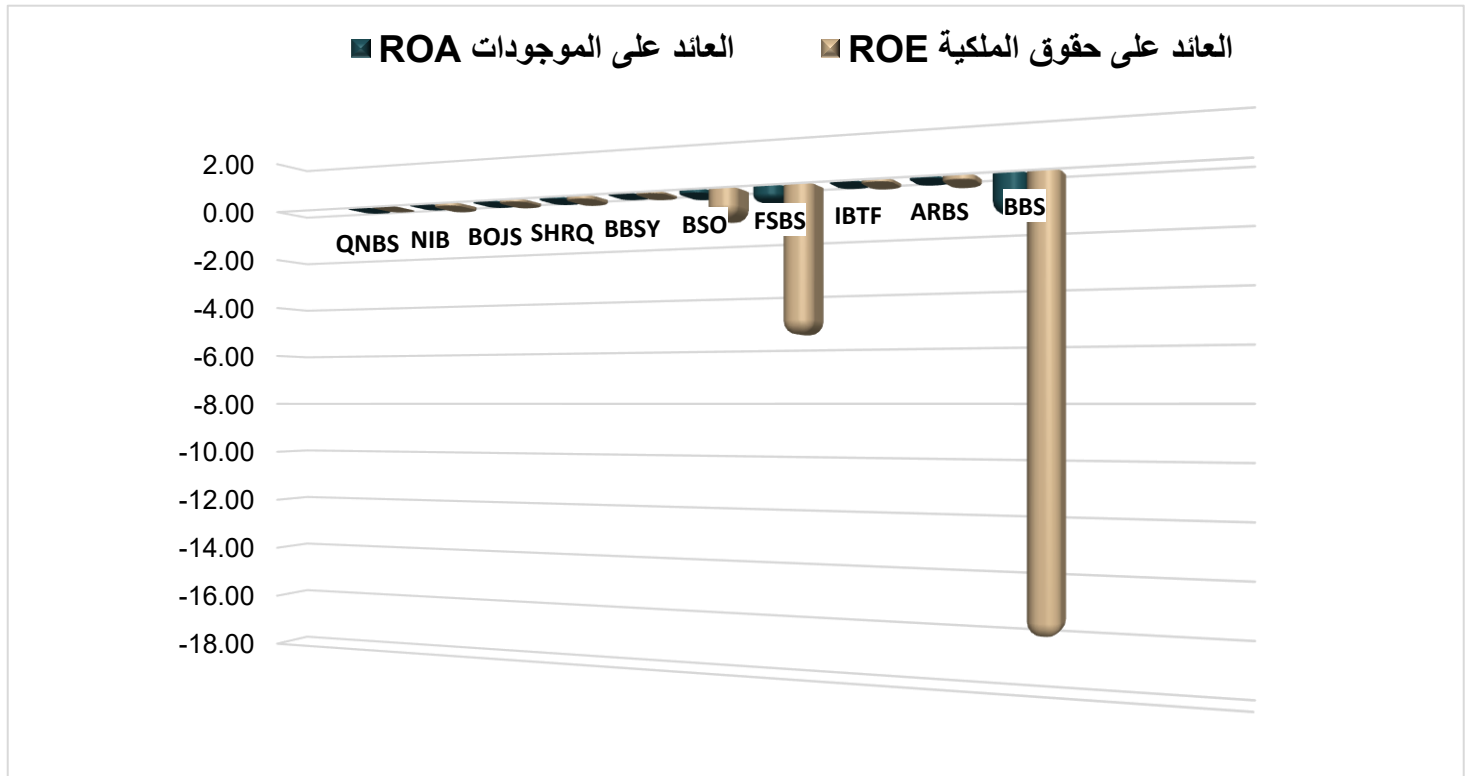 العائد على الموجودات ROA
العائد على حقوق الملكية ROE
2.00
0.00
-2.00
-4.00
-6.00
-8.00
-10.00
-12.00
-14.00
-16.00
-18.00
QNBS
NIB
BOJS
SHRQ
BBSY
BSO
FSBS
IBTF
ARBS
BBS